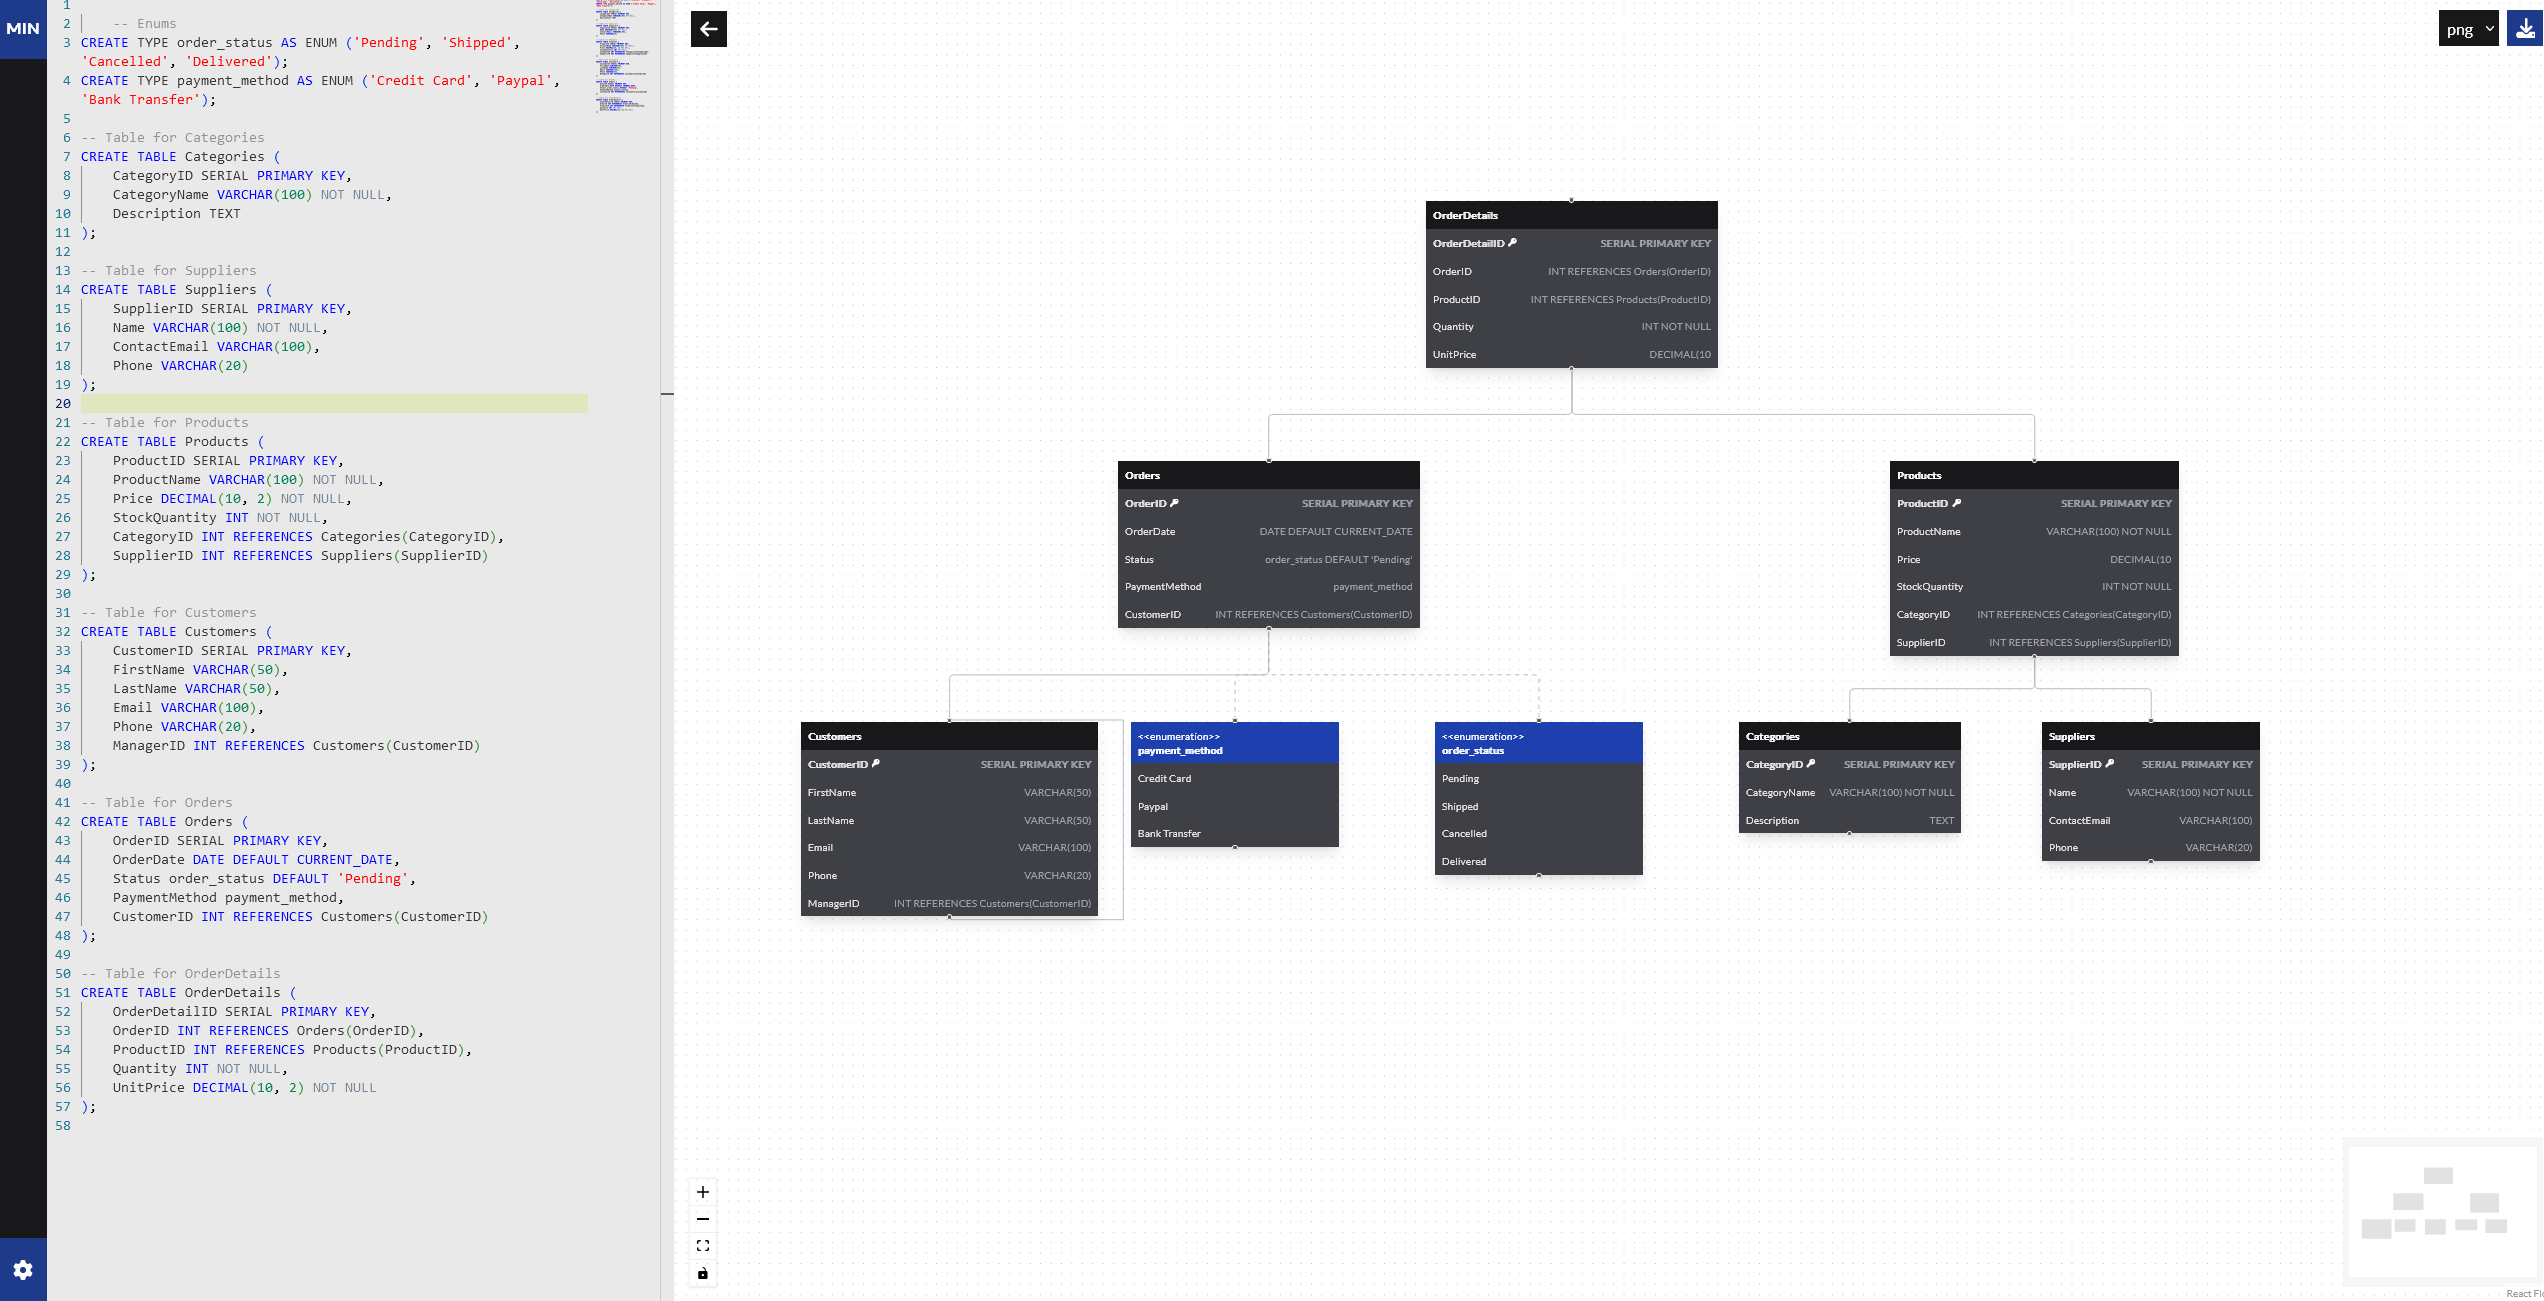 MIN
1
2 -- Enums
3 CREATE TYPE order_status AS ENUM ('Pending', 'Shipped',
'Cancelled', 'Delivered');
4 CREATE TYPE payment_method AS ENUM ('Credit Card', 'Paypal',
'Bank Transfer');
5
6 -- Table for Categories
7 CREATE TABLE Categories (
8 CategoryID SERIAL PRIMARY KEY,
9 CategoryName VARCHAR(100) NOT NULL,
10 Description TEXT
11 );
12
13 -- Table for Suppliers
14 CREATE TABLE Suppliers (
15 SupplierID SERIAL PRIMARY KEY,
16 Name VARCHAR(100) NOT NULL,
17 ContactEmail VARCHAR(100),
18 Phone VARCHAR(20)
19 );
20
21 -- Table for Products
22 CREATE TABLE Products (
23 ProductID SERIAL PRIMARY KEY,
24 ProductName VARCHAR(100) NOT NULL,
25 Price DECIMAL(10, 2) NOT NULL,
26 StockQuantity INT NOT NULL,
27 CategoryID INT REFERENCES Categories(CategoryID),
28 SupplierID INT REFERENCES Suppliers(SupplierID)
29 );
30
31 -- Table for Customers
32 CREATE TABLE Customers (
33 CustomerID SERIAL PRIMARY KEY,
34 FirstName VARCHAR(50),
35 LastName VARCHAR(50),
36 Email VARCHAR(100),
37 Phone VARCHAR(20),
38 ManagerID INT REFERENCES Customers(CustomerID)
39 );
40
41 -- Table for Orders
42 CREATE TABLE Orders (
43 OrderID SERIAL PRIMARY KEY,
44 OrderDate DATE DEFAULT CURRENT_DATE,
45 Status order_status DEFAULT 'Pending',
46 PaymentMethod payment_method,
47 CustomerID INT REFERENCES Customers(CustomerID)
48 );
49
50 -- Table for OrderDetails
51 CREATE TABLE OrderDetails (
52 OrderDetailID SERIAL PRIMARY KEY,
53 OrderID INT REFERENCES Orders(OrderID),
54 ProductID INT REFERENCES Products(ProductID),
55 Quantity INT NOT NULL,
56 UnitPrice DECIMAL(10, 2) NOT NULL
57 );
58
png
OrderDetails
OrderDetailID SERIAL PRIMARY KEY
OrderID INT REFERENCES Orders(OrderID)
ProductID INT REFERENCES Products(ProductID)
Quantity INT NOT NULL
UnitPrice DECIMAL(10
Orders
OrderID SERIAL PRIMARY KEY
OrderDate DATE DEFAULT CURRENT_DATE
Status order_status DEFAULT 'Pending'
PaymentMethod payment_method
CustomerID INT REFERENCES Customers(CustomerID)
Products
ProductID SERIAL PRIMARY KEY
ProductName VARCHAR(100) NOT NULL
Price DECIMAL(10
StockQuantity INT NOT NULL
CategoryID INT REFERENCES Categories(CategoryID)
SupplierID INT REFERENCES Suppliers(SupplierID)
Customers
CustomerID SERIAL PRIMARY KEY
FirstName VARCHAR(50)
LastName VARCHAR(50)
Email VARCHAR(100)
Phone VARCHAR(20)
ManagerID INT REFERENCES Customers(CustomerID)
<<enumeration>>
payment_method
Credit Card
Paypal
Bank Transfer
<<enumeration>>
order_status
Pending
Shipped
Cancelled
Delivered
Categories
CategoryID SERIAL PRIMARY KEY
CategoryName VARCHAR(100) NOT NULL
Description TEXT
Suppliers
SupplierID SERIAL PRIMARY KEY
Name VARCHAR(100) NOT NULL
ContactEmail VARCHAR(100)
Phone VARCHAR(20)
React Fl